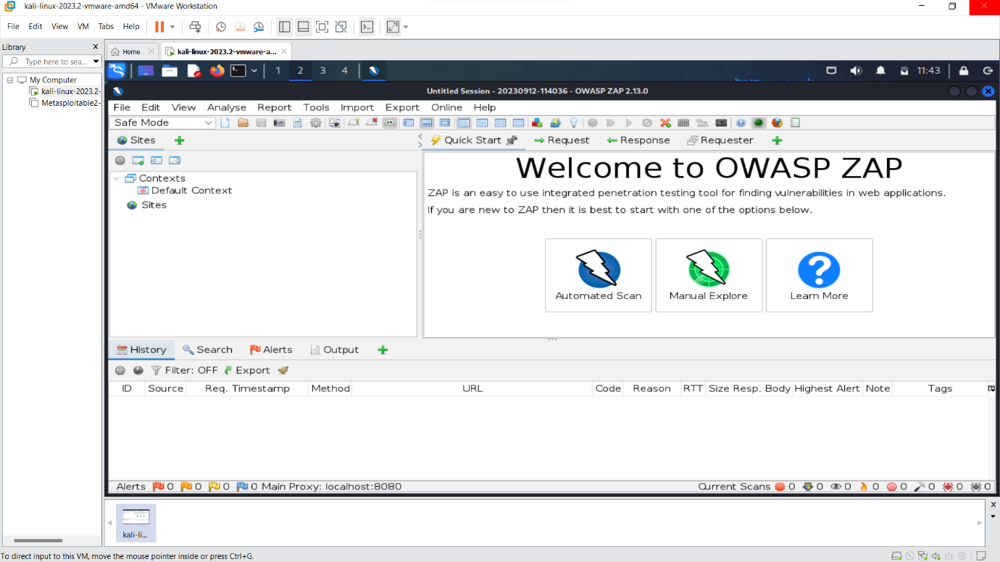 kali-linux-2023.2-vmware-amd64 - VMware Workstation
File Edit View VM Tabs Help
Library
Type here to sea...
My Computer
kali-linux-2023.2-
Metasploitable2-
Home
kali-linux-2023.2-vmware-a...
1 2 3 4
11:43
Untitled Session - 20230912-114036 - OWASP ZAP 2.13.0
File Edit View Analyse Report Tools Import Export Online Help
Safe Mode
Sites
Quick Start Request Response Requester
Contexts
Default Context
Sites
Welcome to OWASP ZAP
ZAP is an easy to use integrated penetration testing tool for finding vulnerabilities in web applications.
If you are new to ZAP then it is best to start with one of the options below.
Automated Scan
Manual Explore
Learn More
History Search Alerts Output
Filter: OFF Export
ID Source Req. Timestamp Method URL Code Reason RTT Size Resp. Body Highest Alert Note Tags
Alerts 0 0 0 0 Main Proxy: localhost:8080
Current Scans 0 0 0 0 0 0 0 0
kali-li...
To direct input to this VM, move the mouse pointer inside or press Ctrl+G.